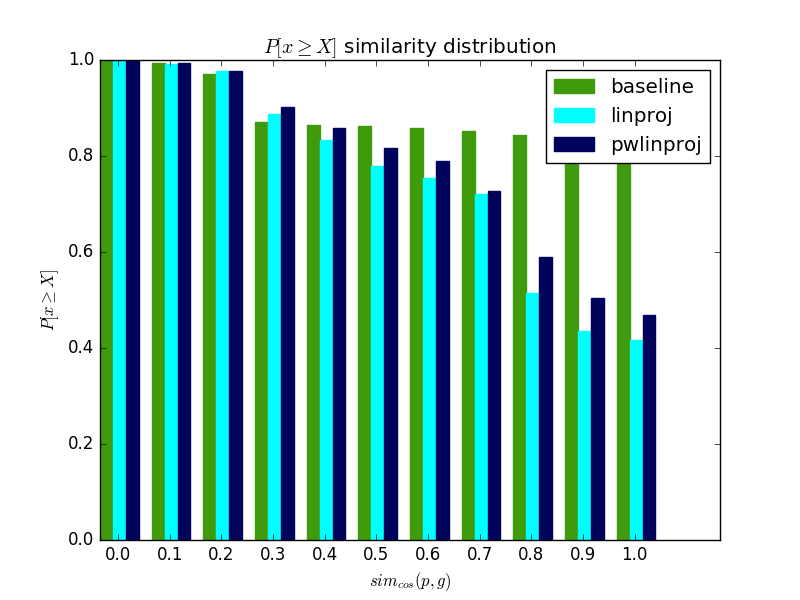 P[x ≥ X] similarity distribution
baseline
linproj
pwlinproj
P[x ≥ X]
1.0
0.8
0.6
0.4
0.2
0.0
0.0 0.1 0.2 0.3 0.4 0.5 0.6 0.7 0.8 0.9 1.0
sim_cos(p, g)